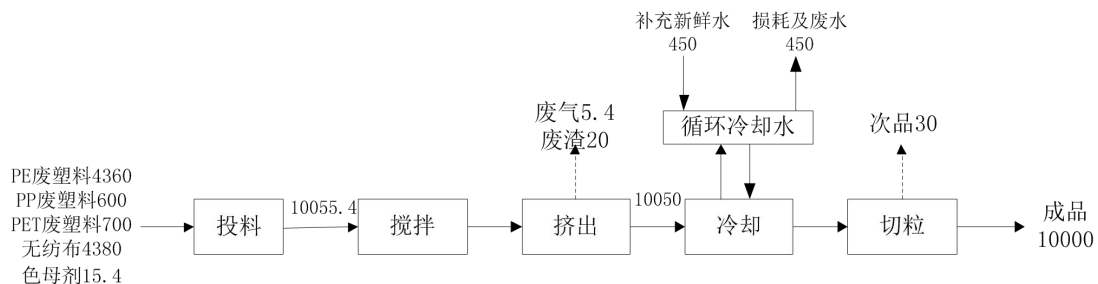 补充新鲜水
450
损耗及废水
450
废气5.4
废渣20
循环冷却水
次品30
PE废塑料4360
PP废塑料600
PET废塑料700
无纺布4380
色母剂15.4
投料
10055.4
搅拌
挤出
10050
冷却
切粒
成品
10000